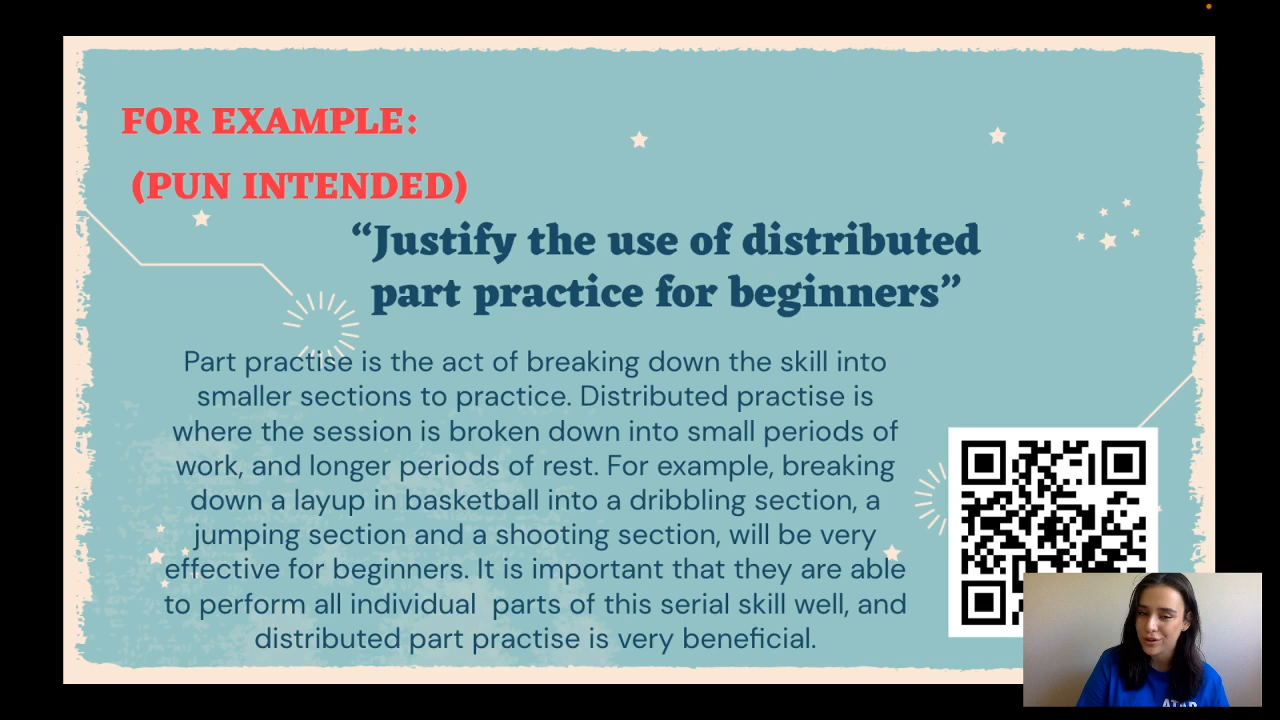 FOR EXAMPLE:
(PUN INTENDED)
“Justify the use of distributed
part practice for beginners”
Part practise is the act of breaking down the skill into
smaller sections to practice. Distributed practise is
where the session is broken down into small periods of
work, and longer periods of rest. For example, breaking
down a layup in basketball into a dribbling section, a
jumping section and a shooting section, will be very
effective for beginners. It is important that they are able
to perform all individual  parts of this serial skill well, and
distributed part practise is very beneficial.